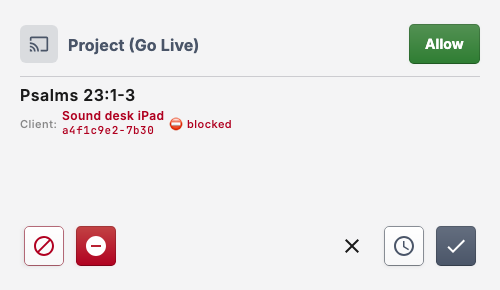 Project (Go Live)
Allow
Psalms 23:1-3
Client: Sound desk iPad
a4f1c9e2-7b30
blocked